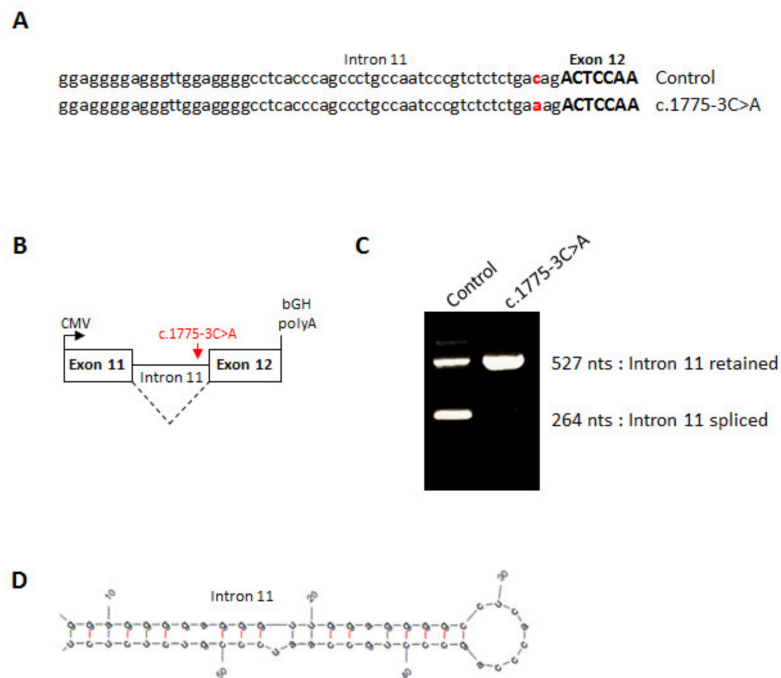 A
Intron 11 Exon 12
ggaggggagggttggaggggcctcacccagccctgccaatcccgtctctctgacagACTCCAA Control
ggaggggagggttggaggggcctcacccagccctgccaatcccgtctctctgaaagACTCCAA c.1775-3C>A
B
CMV
c.1775-3C>A
bGH
polyA
Exon 11
Intron 11
Exon 12
C
Control
c.1775-3C>A
527 nts : Intron 11 retained
264 nts : Intron 11 spliced
D
Intron 11
10
20
30
40
50